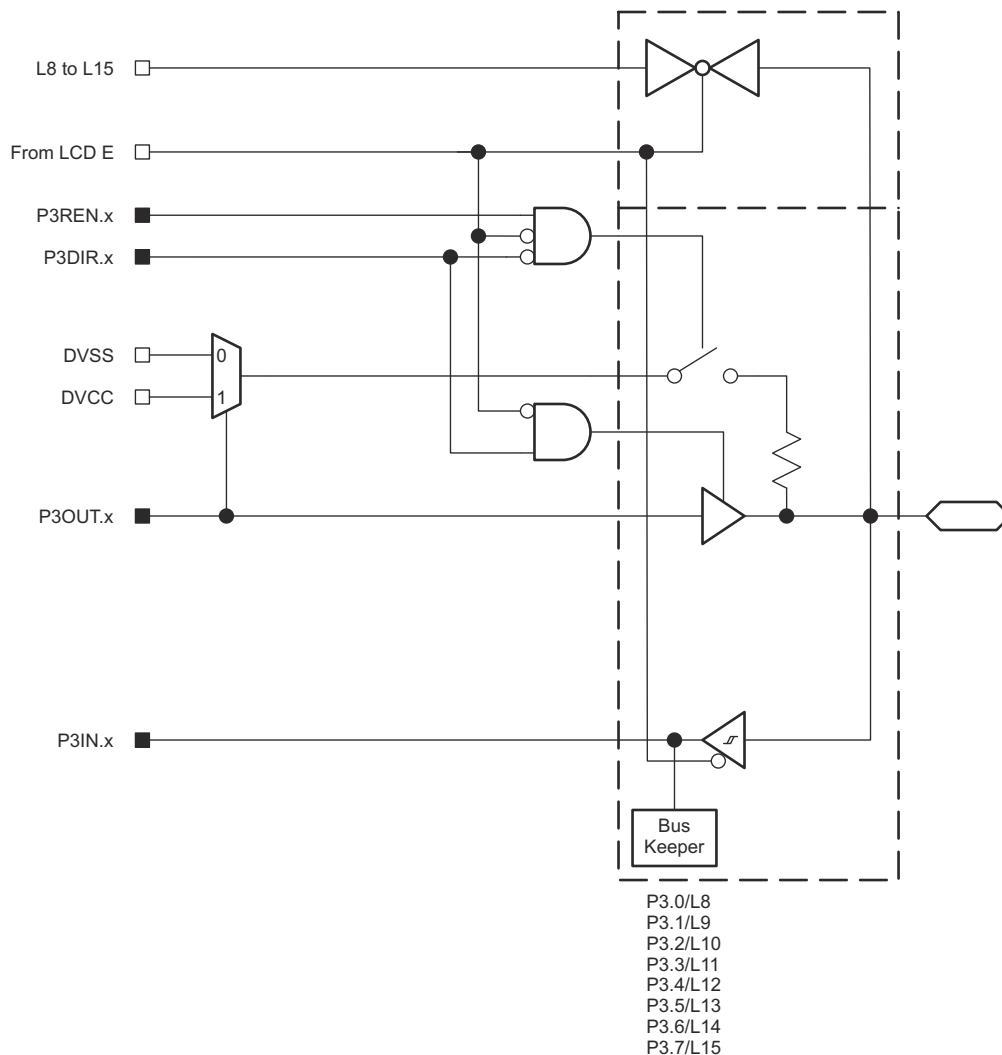 L8 to L15
From LCD E
P3REN.x
P3DIR.x
DVSS
0
DVCC
1
P3OUT.x
P3IN.x
Bus
Keeper
P3.0/L8
P3.1/L9
P3.2/L10
P3.3/L11
P3.4/L12
P3.5/L13
P3.6/L14
P3.7/L15